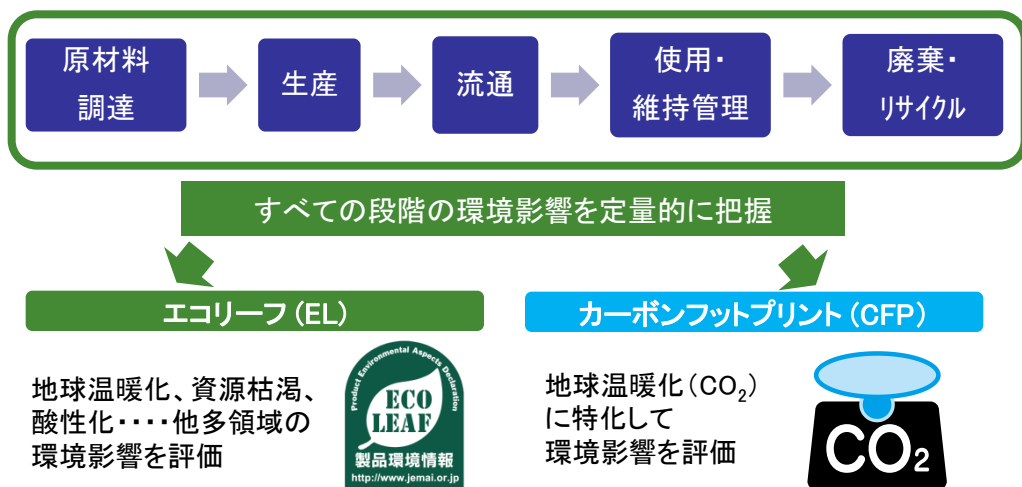 原材料
調達
生産
流通
使用・
維持管理
廃棄・
リサイクル
すべての段階の環境影響を定量的に把握
エコリーフ(EL)
地球温暖化、資源枯渇、
酸性化・・・・他多領域の
環境影響を評価
Product Environmental Aspects Declaration
ECO
LEAF
製品環境情報
http://www.jemai.or.jp
カーボンフットプリント(CFP)
地球温暖化(CO₂)
に特化して
環境影響を評価
CO₂